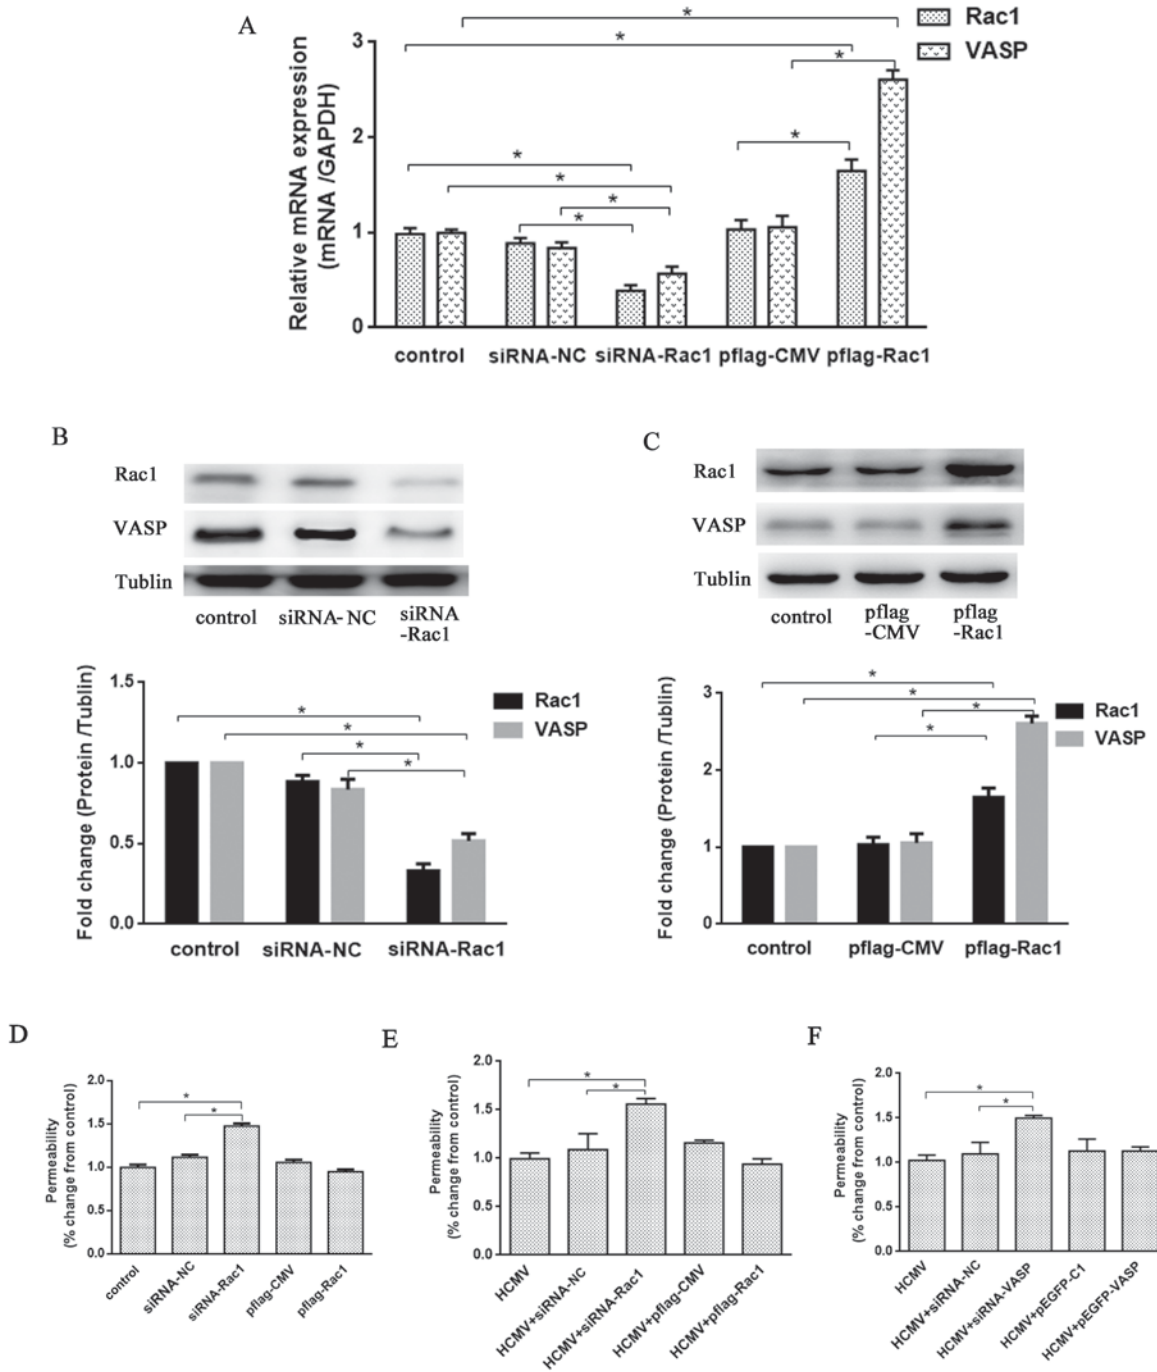 A
Rac1
VASP
*
*
*
*
*
*
*
*
Relative mRNA expression
(mRNA /GAPDH)
3
2
1
0
control siRNA-NC siRNA-Rac1 pflag-CMV pflag-Rac1
B
Rac1
VASP
Tublin
control siRNA- NC siRNA
-Rac1
C
Rac1
VASP
Tublin
control pflag pflag
-CMV -Rac1
Fold change (Protein /Tublin)
1.5
1.0
0.5
0.0
*
*
*
*
Rac1
VASP
control siRNA-NC siRNA-Rac1
Fold change (Protein /Tublin)
3
2
1
0
*
*
*
*
Rac1
VASP
control pflag-CMV pflag-Rac1
D
Permeability
(% change from control)
2.0
1.5
1.0
0.5
0.0
*
*
control
siRNA-NC
siRNA-Rac1
pflag-CMV
pflag-Rac1
E
Permeability
(% change from control)
2.0
1.5
1.0
0.5
0.0
*
*
HCMV
HCMV+siRNA-NC
HCMV+siRNA-Rac1
HCMV+pflag-CMV
HCMV+pflag-Rac1
F
Permeability
(% change from control)
2.0
1.5
1.0
0.5
0.0
*
*
HCMV
HCMV+siRNA-NC
HCMV+siRNA-VASP
HCMV+pEGFP-C1
HCMV+pEGFP-VASP